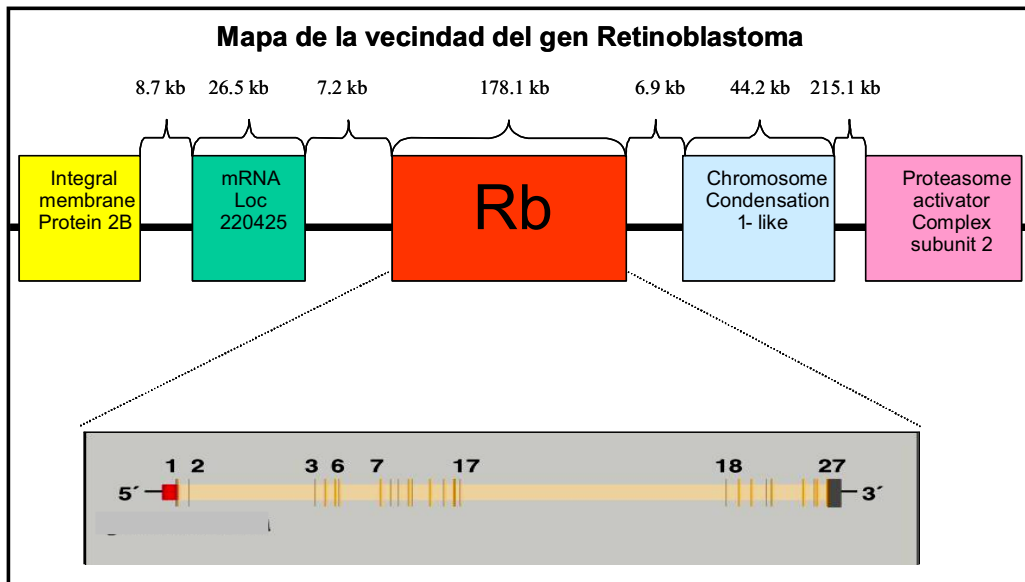 Mapa de la vecindad del gen Retinoblastoma
8.7 kb 26.5 kb 7.2 kb 178.1 kb 6.9 kb 44.2 kb 215.1 kb
Integral
membrane
Protein 2B
mRNA
Loc
220425
Rb
Chromosome
Condensation
1- like
Proteasome
activator
Complex
subunit 2
1 2 3 6 7 17 18 27
5´ 3´